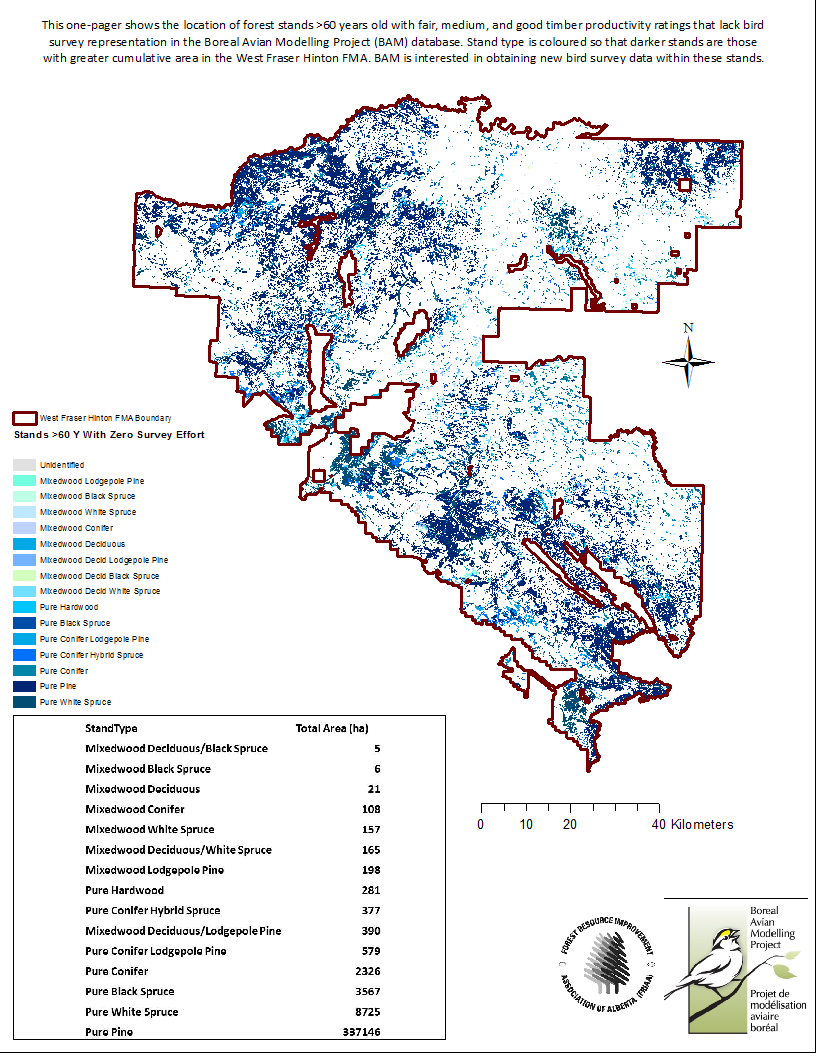 This one-pager shows the location of forest stands >60 years old with fair, medium, and good timber productivity ratings that lack bird
survey representation in the Boreal Avian Modelling Project (BAM) database. Stand type is coloured so that darker stands are those
with greater cumulative area in the West Fraser Hinton FMA. BAM is interested in obtaining new bird survey data within these stands.
N
West Fraser Hinton FMA Boundary
Stands >60 Y With Zero Survey Effort
Unidentified
Mixedwood Lodgepole Pine
Mixedwood Black Spruce
Mixedwood White Spruce
Mixedwood Conifer
Mixedwood Deciduous
Mixedwood Decid Lodgepole Pine
Mixedwood Decid Black Spruce
Mixedwood Decid White Spruce
Pure Hardwood
Pure Black Spruce
Pure Conifer Lodgepole Pine
Pure Conifer Hybrid Spruce
Pure Conifer
Pure Pine
Pure White Spruce
StandType Total Area (ha)
Mixedwood Deciduous/Black Spruce 5
Mixedwood Black Spruce 6
Mixedwood Deciduous 21
Mixedwood Conifer 108
Mixedwood White Spruce 157
Mixedwood Deciduous/White Spruce 165
Mixedwood Lodgepole Pine 198
Pure Hardwood 281
Pure Conifer Hybrid Spruce 377
Mixedwood Deciduous/Lodgepole Pine 390
Pure Conifer Lodgepole Pine 579
Pure Conifer 2326
Pure Black Spruce 3567
Pure White Spruce 8725
Pure Pine 337146
0 10 20 40 Kilometers
FOREST RESOURCE IMPROVEMENT
ASSOCIATION OF ALBERTA (FRIAA)
Boreal
Avian
Modelling
Project
Projet de
modélisation
aviaire
boréal